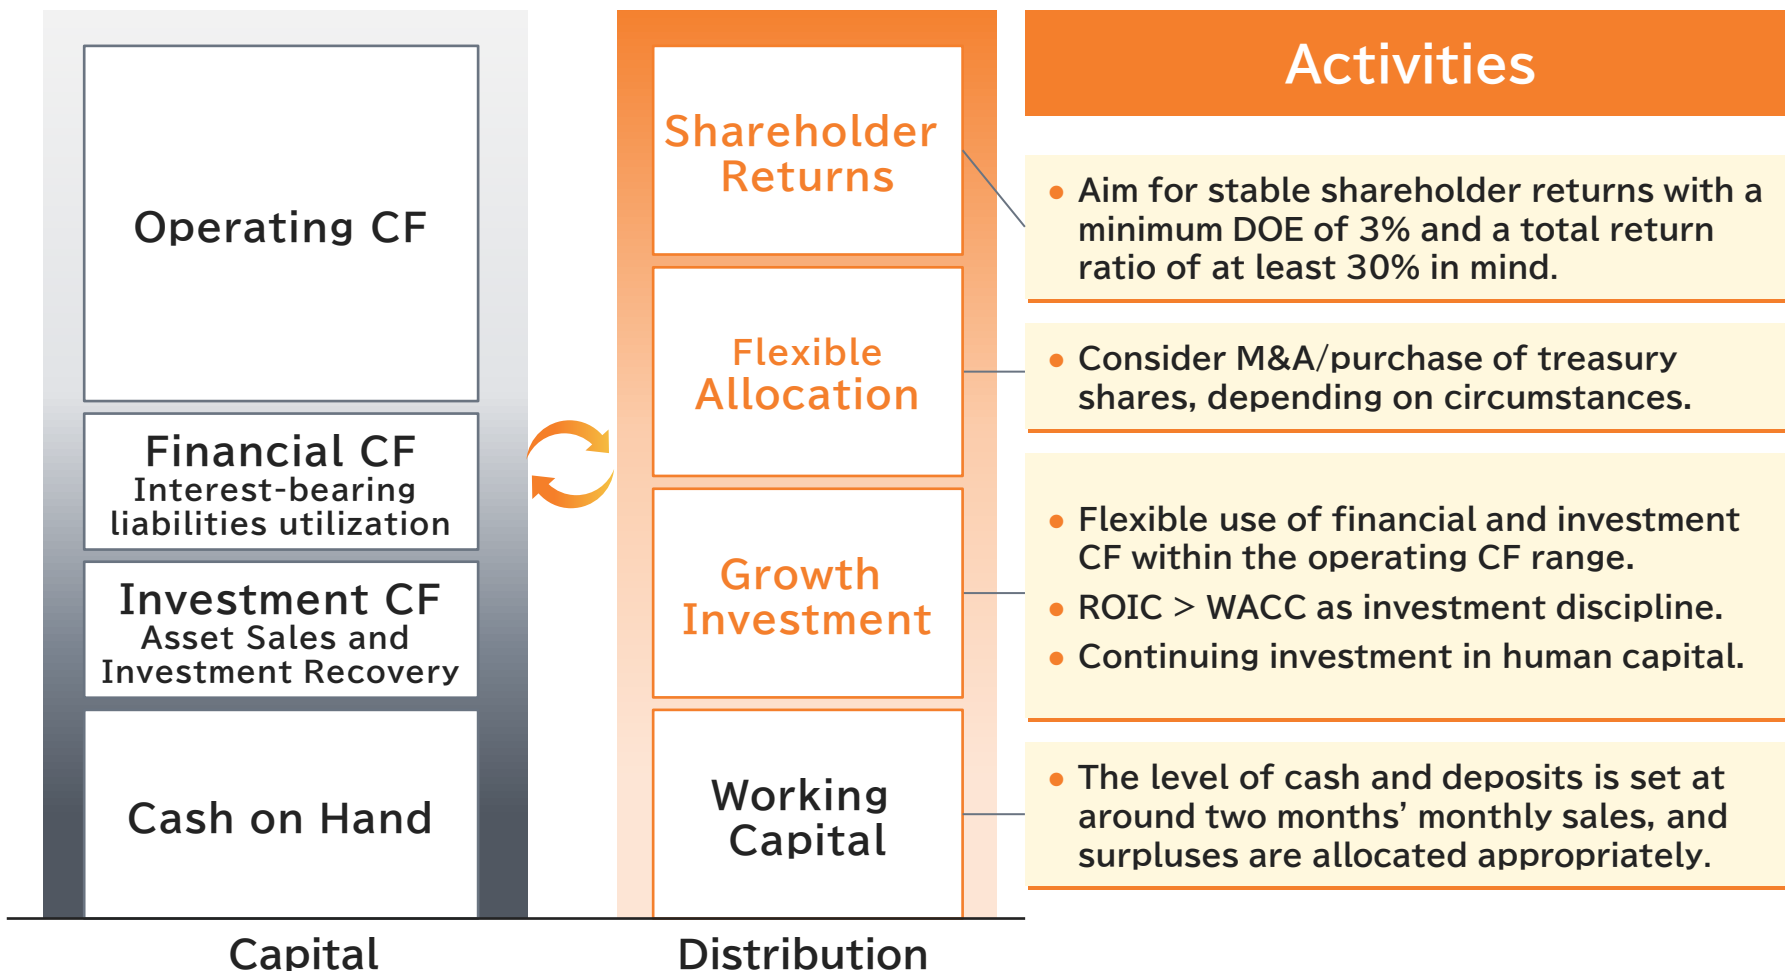 Operating CF
Financial CF
Interest-bearing
liabilities utilization
Investment CF
Asset Sales and
Investment Recovery
Cash on Hand
Capital
Shareholder
Returns
Flexible
Allocation
Growth
Investment
Working
Capital
Distribution
Activities
• Aim for stable shareholder returns with a
minimum DOE of 3% and a total return
ratio of at least 30% in mind.
• Consider M&A/purchase of treasury
shares, depending on circumstances.
• Flexible use of financial and investment
CF within the operating CF range.
• ROIC > WACC as investment discipline.
• Continuing investment in human capital.
• The level of cash and deposits is set at
around two months’ monthly sales, and
surpluses are allocated appropriately.